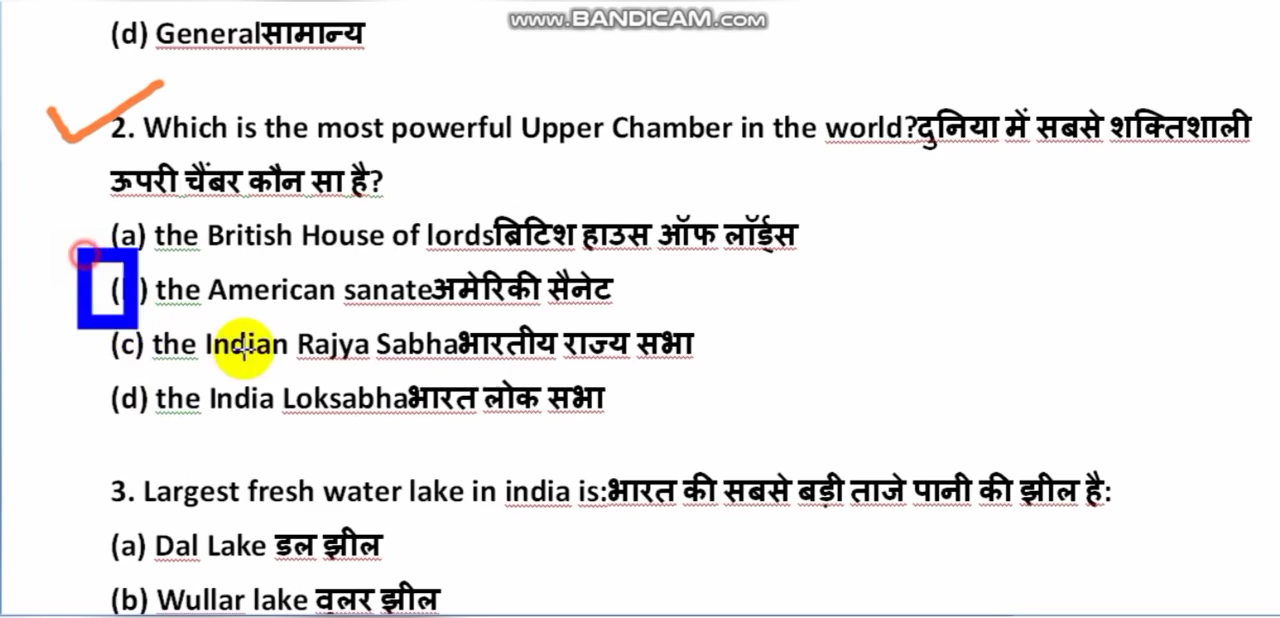 www.BANDICAM.com
(d) Generalसामान्य
2. Which is the most powerful Upper Chamber in the world?दुनिया में सबसे शक्तिशाली
ऊपरी चैंबर कौन सा है?
(a) the British House of lordsब्रिटिश हाउस ऑफ लॉर्ड्स
( ) the American sanateअमेरिकी सैनेट
(c) the Indian Rajya Sabhaभारतीय राज्य सभा
(d) the India Loksabhaभारत लोक सभा
3. Largest fresh water lake in india is:भारत की सबसे बड़ी ताजे पानी की झील है:
(a) Dal Lake डल झील
(b) Wullar lake वुलर झील